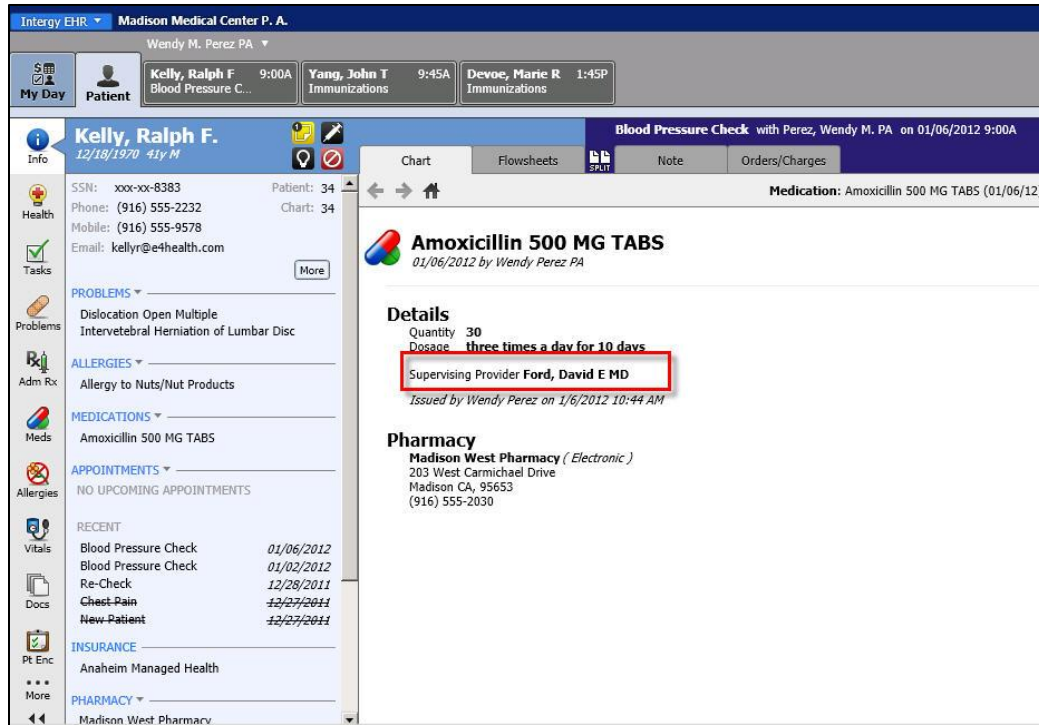 Intergy EHR Madison Medical Center P. A.
Wendy M. Perez PA
My Day
Patient
Kelly, Ralph F 9:00A
Blood Pressure C...
Yang, John T 9:45A
Immunizations
Devoe, Marie R 1:45P
Immunizations
Info
Health
Tasks
Problems
Adm Rx
Meds
Allergies
Vitals
Docs
Pt Enc
More
Kelly, Ralph F.
12/18/1970 41y M
SSN: xxx-xx-8383 Patient: 34
Phone: (916) 555-2232 Chart: 34
Mobile: (916) 555-9578
Email: kellyr@e4health.com
More
PROBLEMS
Dislocation Open Multiple
Intervetebral Herniation of Lumbar Disc
ALLERGIES
Allergy to Nuts/Nut Products
MEDICATIONS
Amoxicillin 500 MG TABS
APPOINTMENTS
NO UPCOMING APPOINTMENTS
RECENT
Blood Pressure Check 01/06/2012
Blood Pressure Check 01/02/2012
Re-Check 12/28/2011
Chest Pain 12/27/2011
New Patient 12/27/2011
INSURANCE
Anaheim Managed Health
PHARMACY
Madison West Pharmacy
Blood Pressure Check with Perez, Wendy M. PA on 01/06/2012 9:00A
Chart Flowsheets SPLIT Note Orders/Charges
Medication: Amoxicillin 500 MG TABS (01/06/12
Amoxicillin 500 MG TABS
01/06/2012 by Wendy Perez PA
Details
Quantity 30
Dosage three times a day for 10 days
Supervising Provider Ford, David E MD
Issued by Wendy Perez on 1/6/2012 10:44 AM
Pharmacy
Madison West Pharmacy ( Electronic )
203 West Carmichael Drive
Madison CA, 95653
(916) 555-2030